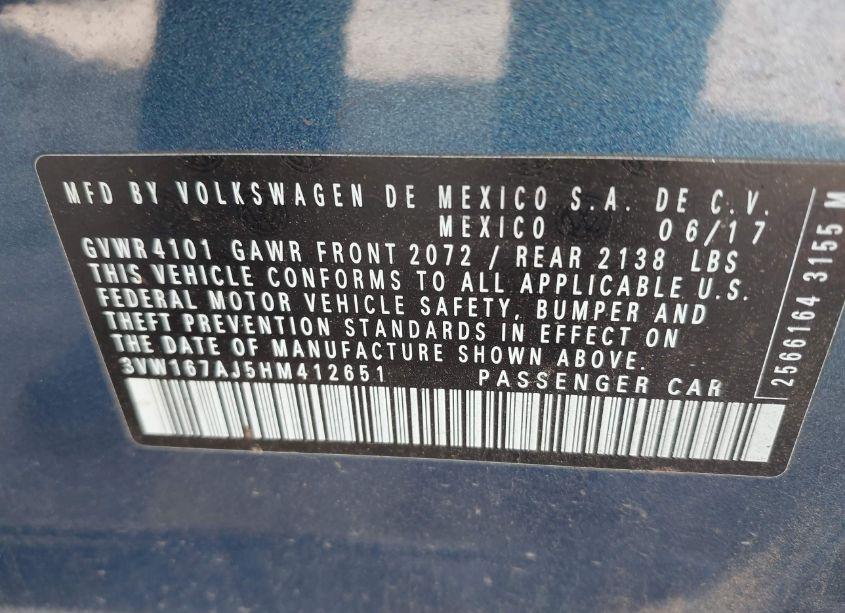 MFD BY VOLKSWAGEN DE MEXICO S.A. DE C.V.
MEXICO 06/17
GVWR4101 GAWR FRONT 2072 / REAR 2138 LBS
THIS VEHICLE CONFORMS TO ALL APPLICABLE U.S.
FEDERAL MOTOR VEHICLE SAFETY, BUMPER AND
THEFT PREVENTION STANDARDS IN EFFECT ON
THE DATE OF MANUFACTURE SHOWN ABOVE.
3VW167AJ5HM412651 PASSENGER CAR
2566164 3155 M